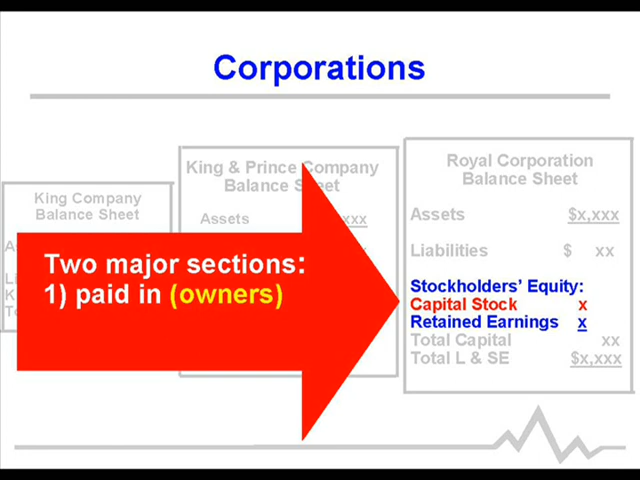 Corporations
King Company
Balance Sheet
King & Prince Company
Balance Sheet
Assets xxx
Royal Corporation
Balance Sheet
Assets $x,xxx
Liabilities $ xx
Stockholders’ Equity:
Capital Stock x
Retained Earnings x
Total Capital xx
Total L & SE $x,xxx
Two major sections:
1) paid in (owners)